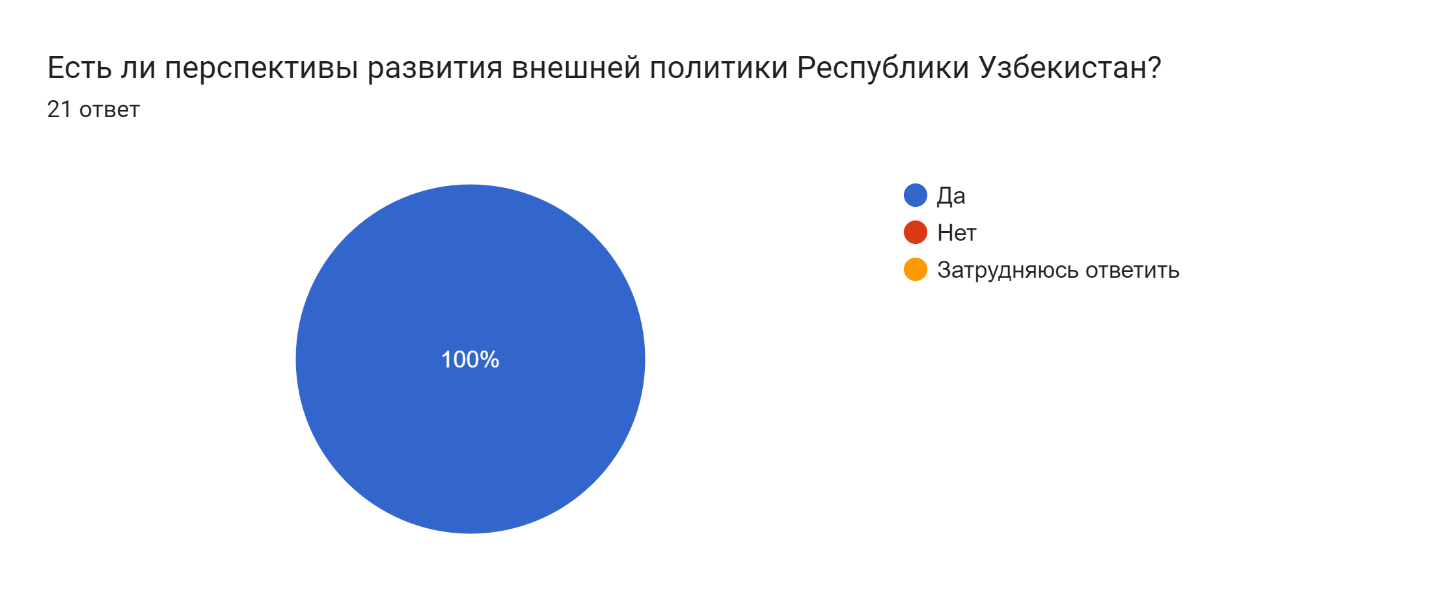 Есть ли перспективы развития внешней политики Республики Узбекистан?
21 ответ
100%
Да
Нет
Затрудняюсь ответить